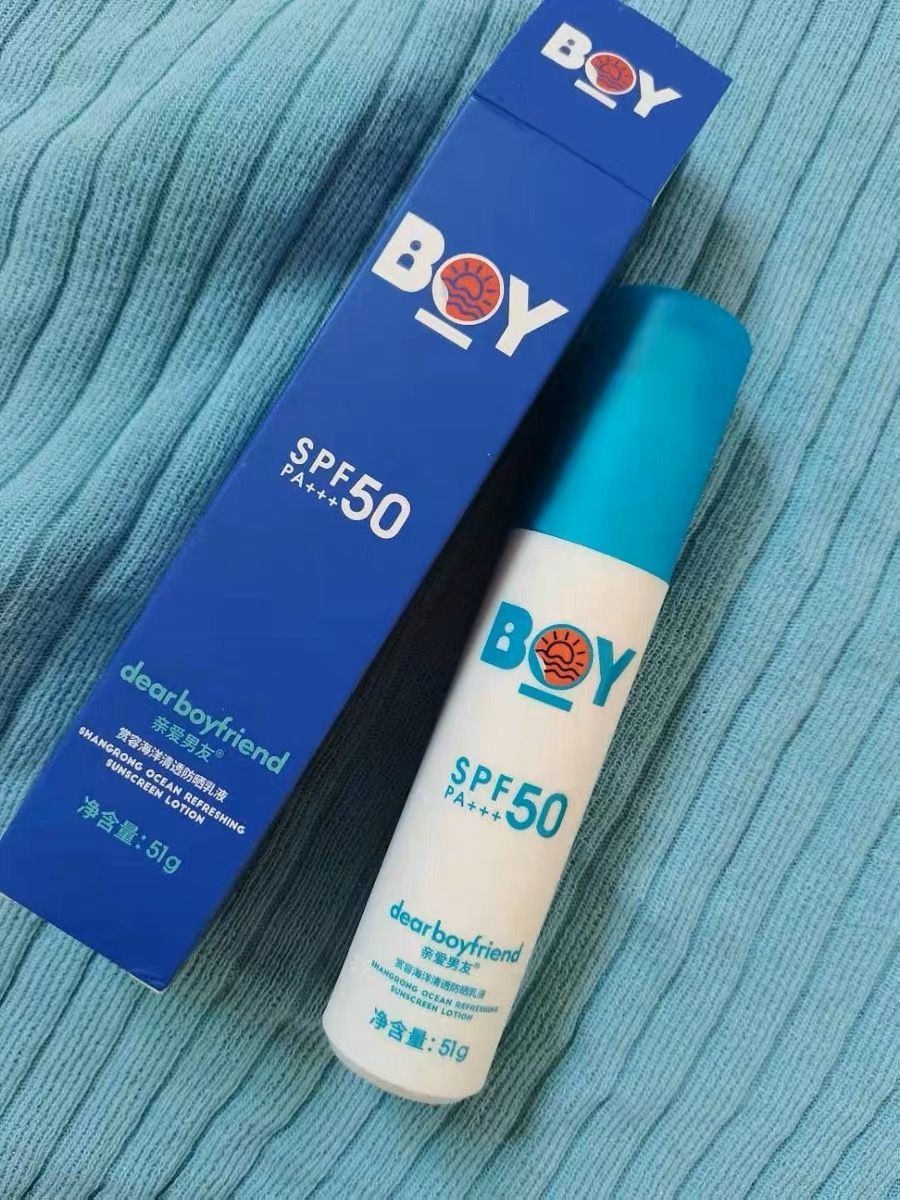 BOY
BOY
SPF
PA+++
50
dearboyfriend
亲爱男友®
赏容海洋清透防晒乳液
SHANGRONG OCEAN REFRESHING
SUNSCREEN LOTION
净含量:51g
BOY
SPF
PA+++
50
dearboyfriend
亲爱男友®
赏容海洋清透防晒乳液
SHANGRONG OCEAN REFRESHING
SUNSCREEN LOTION
净含量:51g